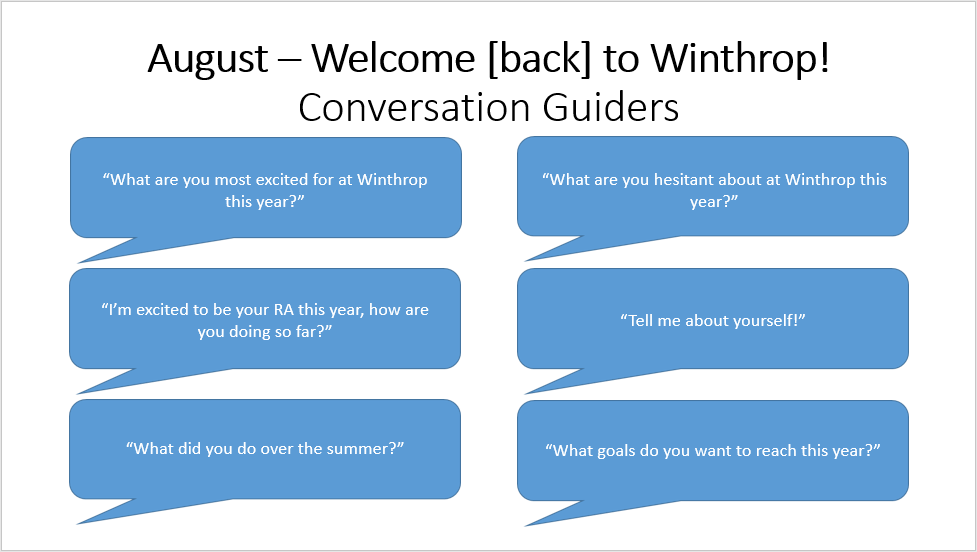 August – Welcome [back] to Winthrop!
Conversation Guiders
“What are you most excited for at Winthrop
this year?”
“What are you hesitant about at Winthrop this
year?”
“I’m excited to be your RA this year, how are
you doing so far?”
“Tell me about yourself!”
“What did you do over the summer?”
“What goals do you want to reach this year?”